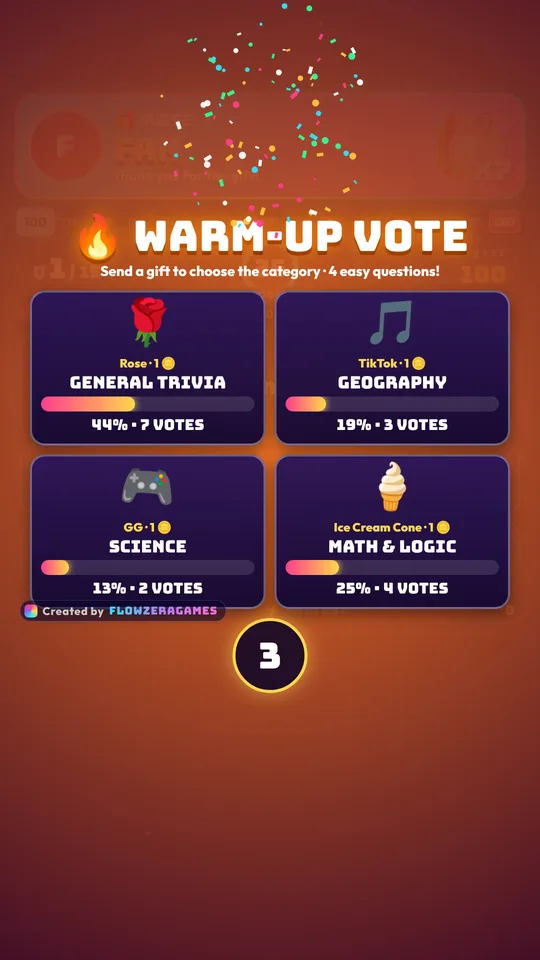 WARM-UP VOTE
Send a gift to choose the category · 4 easy questions!
Rose · 1
GENERAL TRIVIA
44% · 7 VOTES
TikTok · 1
GEOGRAPHY
19% · 3 VOTES
GG · 1
SCIENCE
13% · 2 VOTES
Ice Cream Cone · 1
MATH & LOGIC
25% · 4 VOTES
Created by FLOWZERAGAMES
3